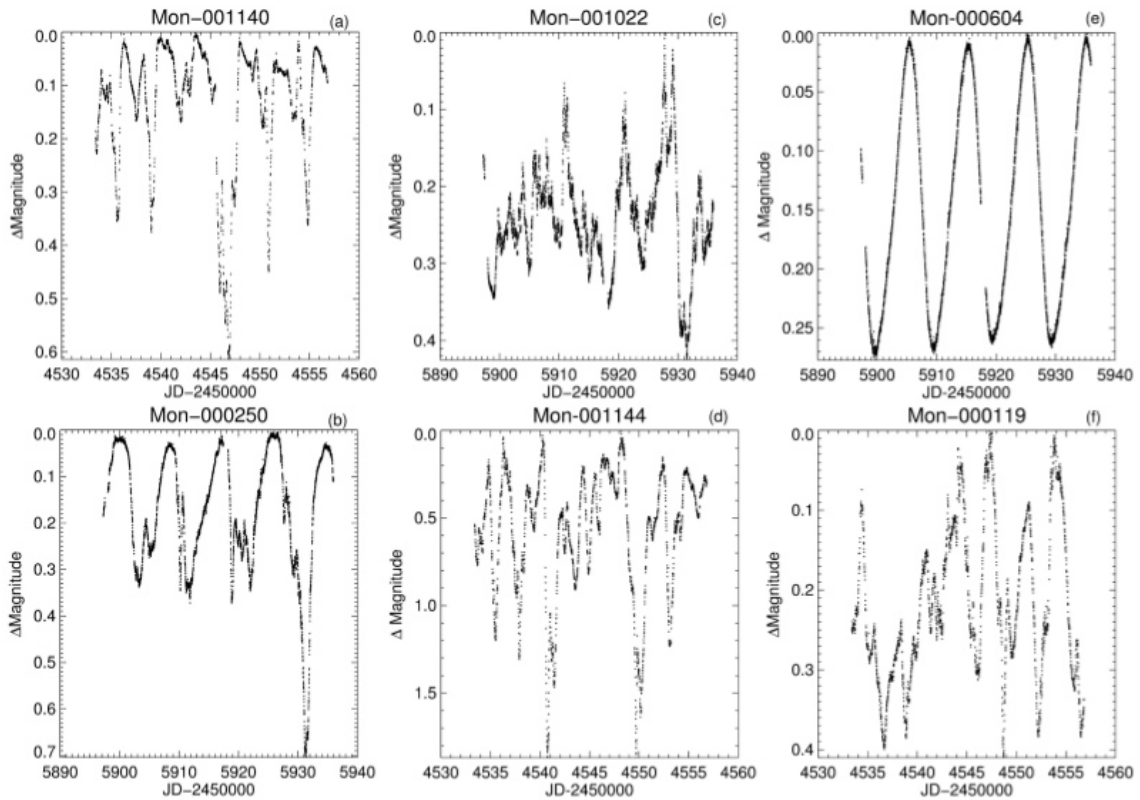 Mon-001140 (a)
Mon-001022 (c)
Mon-000604 (e)
ΔMagnitude
0.0
0.1
0.2
0.3
0.4
0.5
0.6
4530 4535 4540 4545 4550 4555 4560
JD-2450000
ΔMagnitude
0.1
0.2
0.3
0.4
5890 5900 5910 5920 5930 5940
JD-2450000
Δ Magnitude
0.00
0.05
0.10
0.15
0.20
0.25
5890 5900 5910 5920 5930 5940
JD-2450000
Mon-000250 (b)
Mon-001144 (d)
Mon-000119 (f)
ΔMagnitude
0.0
0.1
0.2
0.3
0.4
0.5
0.6
0.7
5890 5900 5910 5920 5930 5940
JD-2450000
Δ Magnitude
0.0
0.5
1.0
1.5
4530 4535 4540 4545 4550 4555 4560
JD-2450000
ΔMagnitude
0.0
0.1
0.2
0.3
0.4
4530 4535 4540 4545 4550 4555 4560
JD-2450000